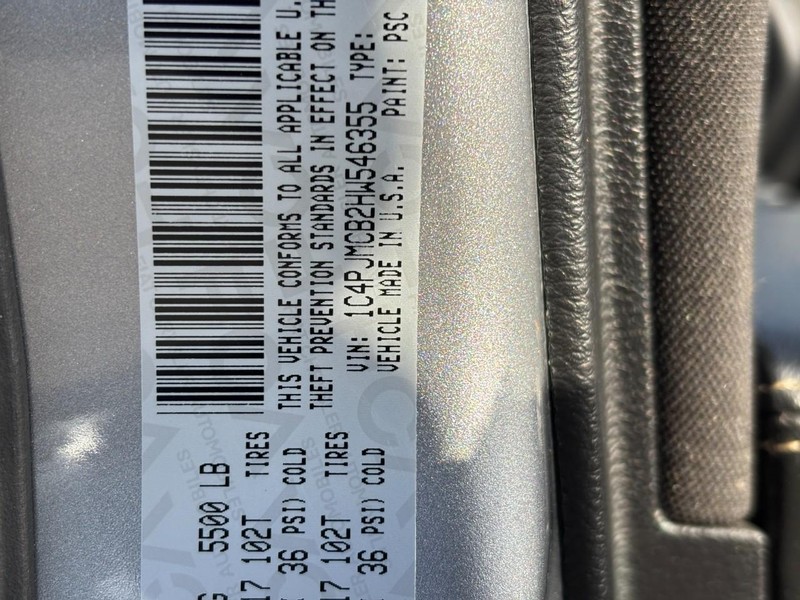 G 5500 LB
17 102T TIRES
36 PSI) COLD
17 102T TIRES
36 PSI) COLD
THIS VEHICLE CONFORMS TO ALL APPLICABLE U.
THEFT PREVENTION STANDARDS IN EFFECT ON TH
VIN: 1C4PJMCB2HW546355 TYPE:
VEHICLE MADE IN U.S.A. PAINT: PSC